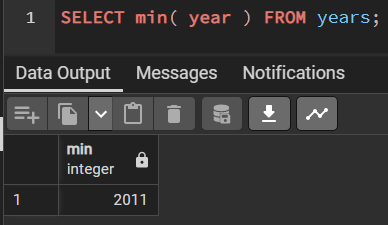 1 SELECT min( year ) FROM years;
Data Output Messages Notifications
min
integer
1 2011